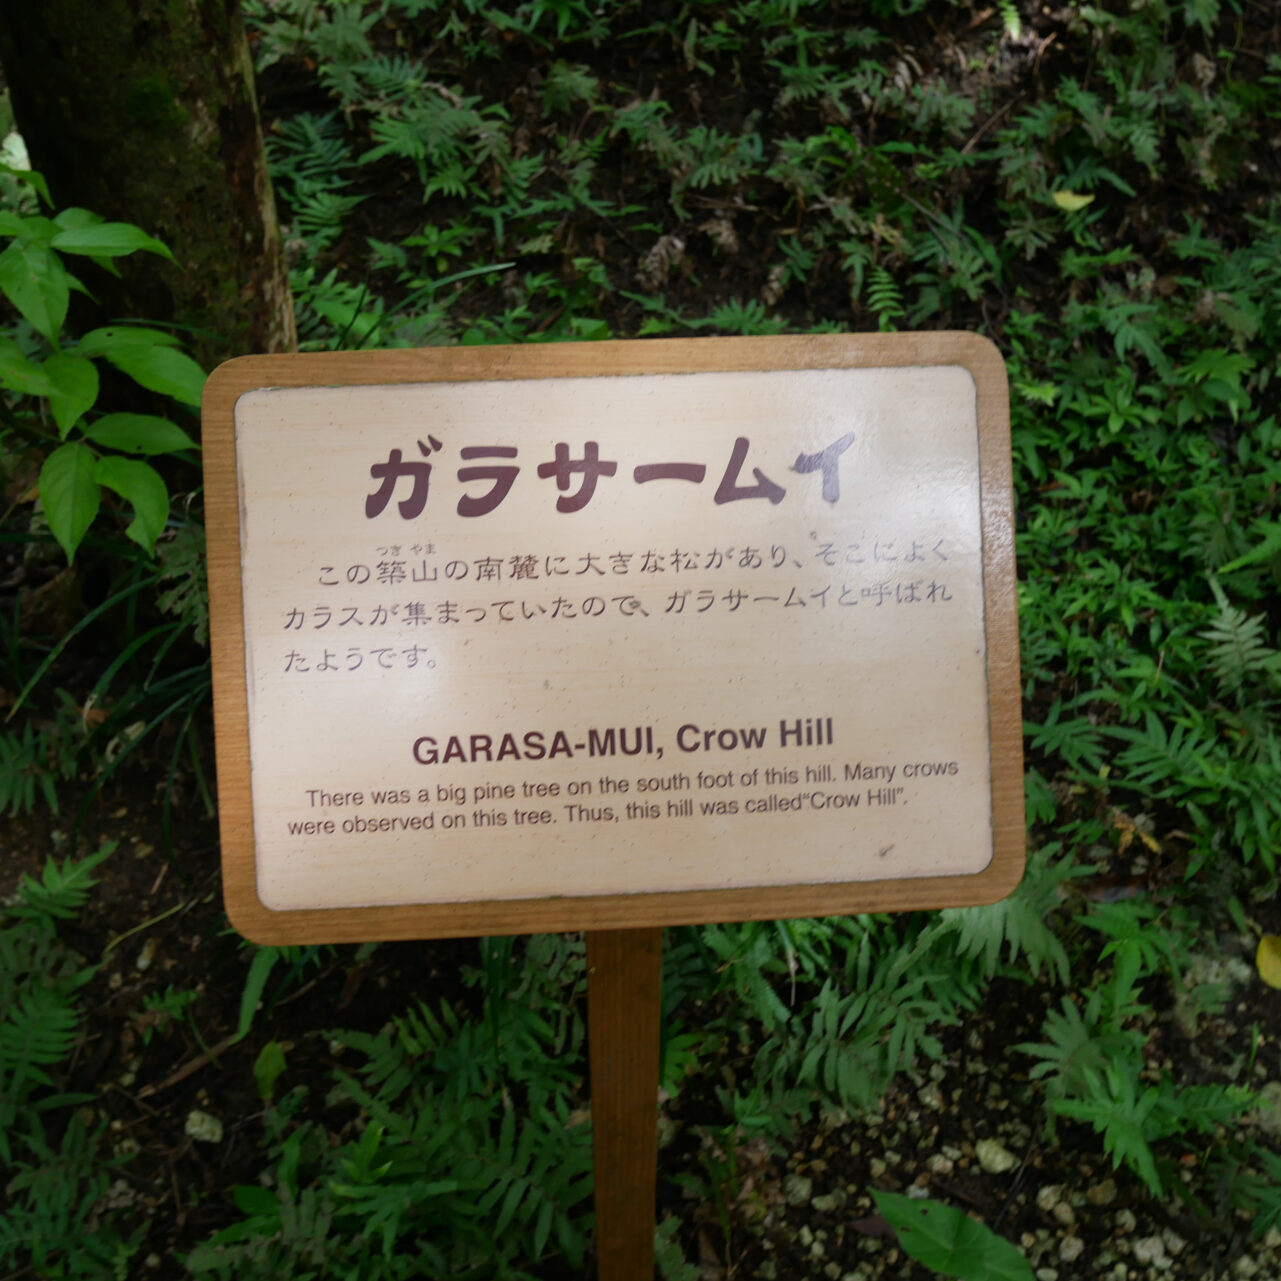 ガラサームイ
つき やま
この築山の南麓に大きな松があり、そこによく
カラスが集まっていたので、ガラサームイと呼ばれ
たようです。
GARASA-MUI, Crow Hill
There was a big pine tree on the south foot of this hill. Many crows
were observed on this tree. Thus, this hill was called“Crow Hill”.